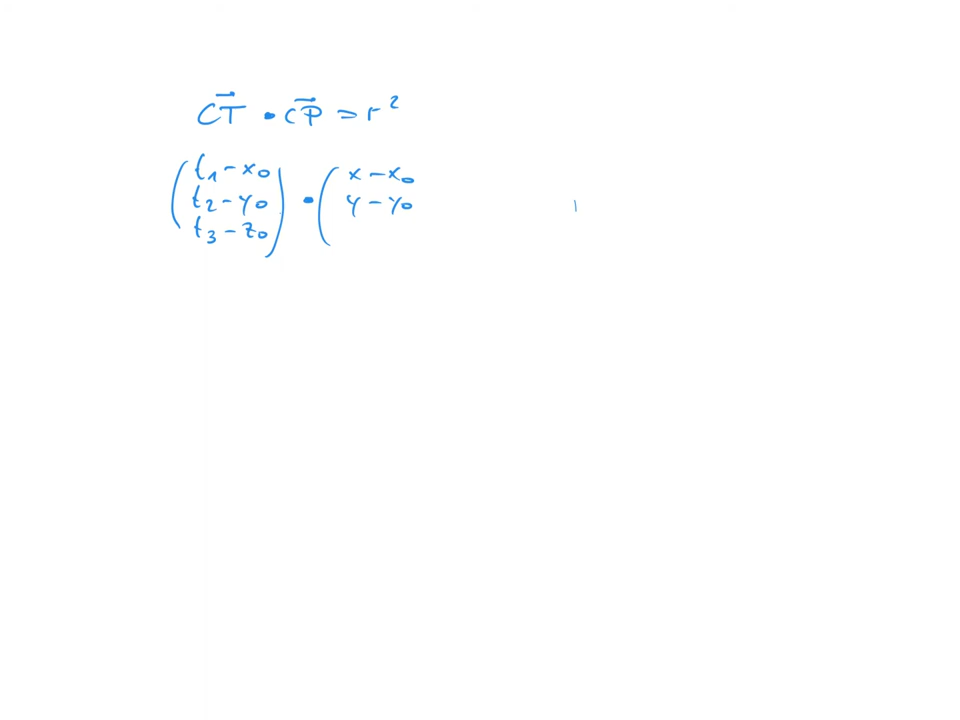 CT⃗ • CP⃗ = r²
( t₁ - x₀ ) • ( x - x₀
t₂ - y₀ y - y₀
t₃ - z₀